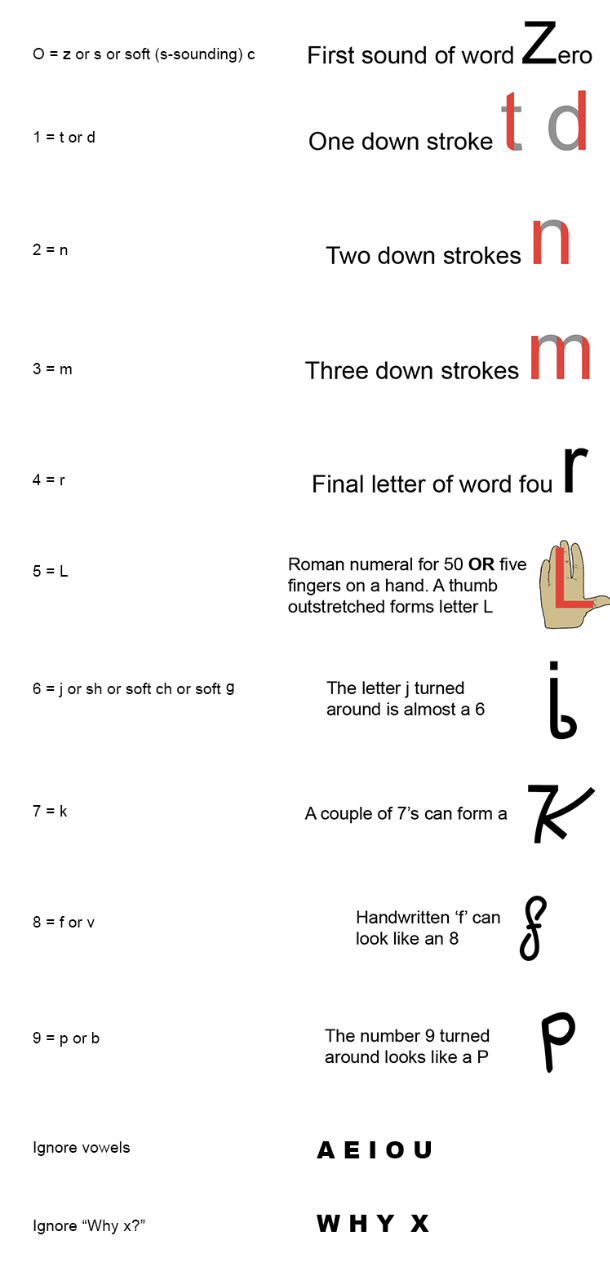 O = z or s or soft (s-sounding) c
First sound of word Zero
1 = t or d
One down stroke t d
2 = n
Two down strokes n
3 = m
Three down strokes m
4 = r
Final letter of word four
5 = L
Roman numeral for 50 OR five
fingers on a hand. A thumb
outstretched forms letter L
L
6 = j or sh or soft ch or soft g
The letter j turned
around is almost a 6
7 = k
A couple of 7's can form a K
8 = f or v
Handwritten ‘f’ can
look like an 8
9 = p or b
The number 9 turned
around looks like a P
P
Ignore vowels
A E I O U
Ignore “Why x?”
W H Y X